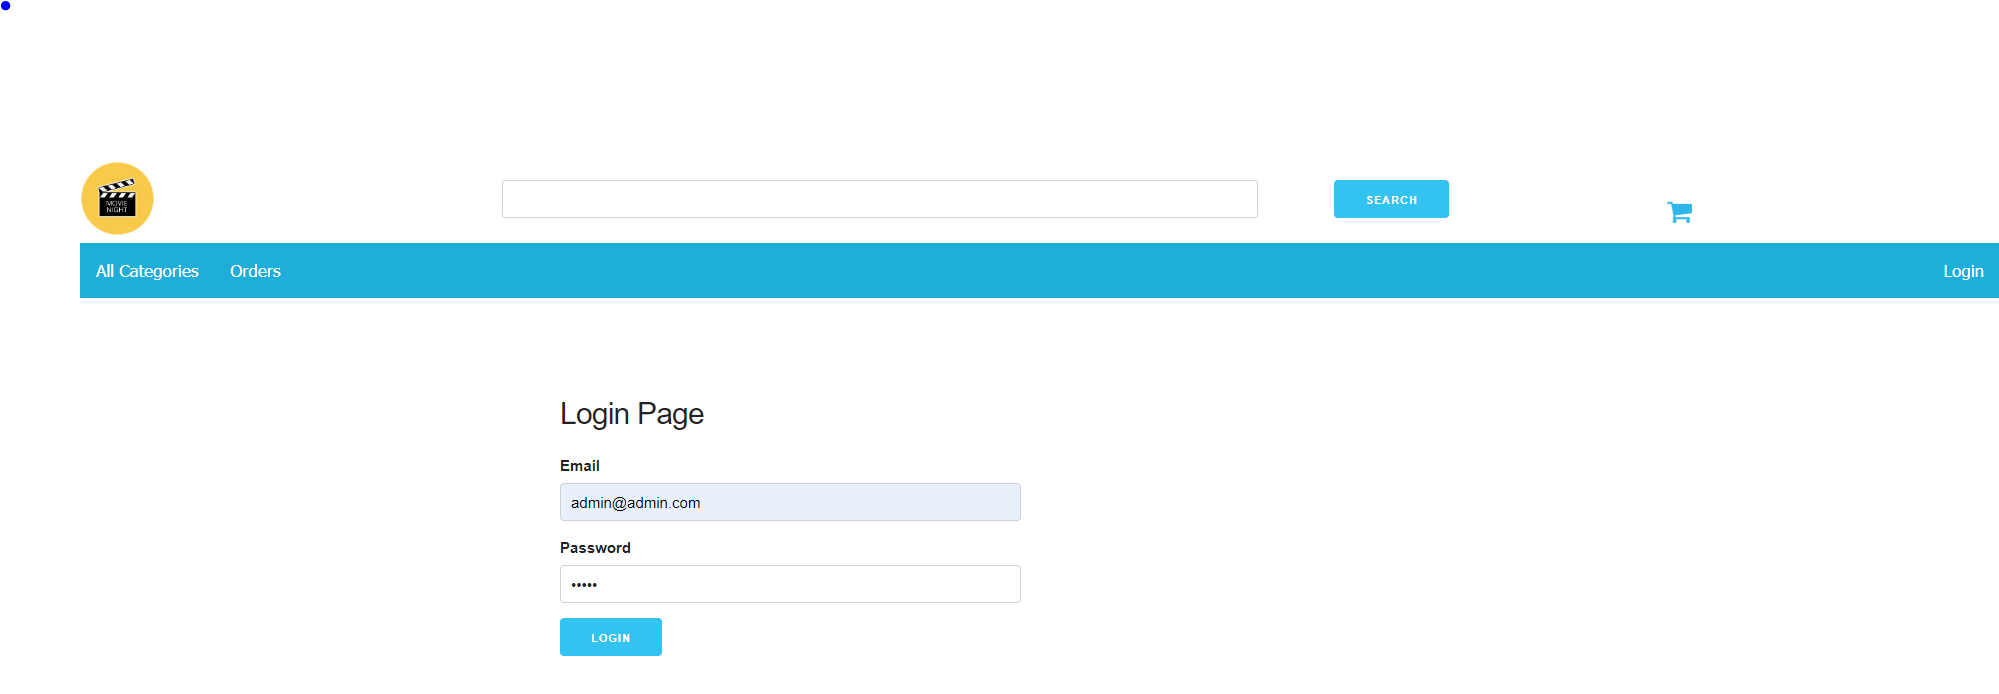 MOVIE
NIGHT
SEARCH
All Categories Orders Login
Login Page
Email
admin@admin.com
Password
•••••
LOGIN